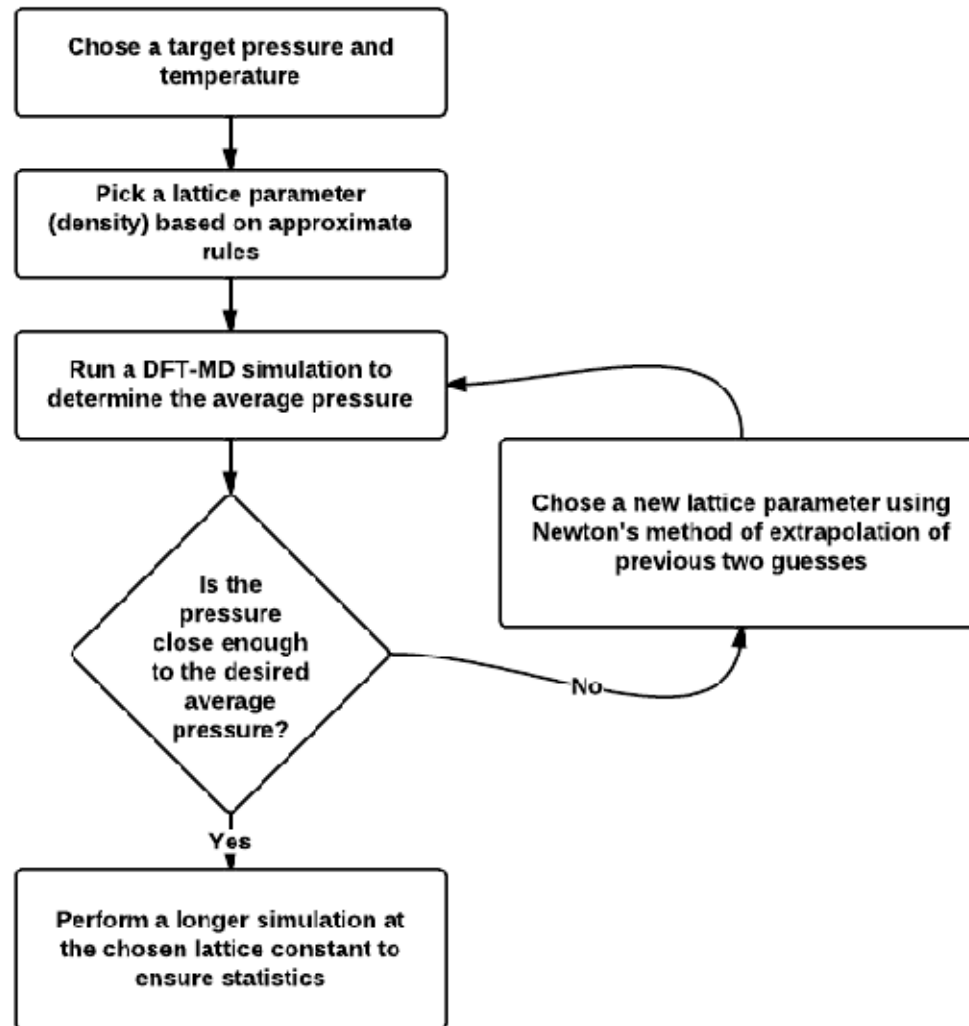 Chose a target pressure and
temperature
Pick a lattice parameter
(density) based on approximate
rules
Run a DFT-MD simulation to
determine the average pressure
Chose a new lattice parameter using
Newton's method of extrapolation of
previous two guesses
Is the
pressure
close enough
to the desired
average
pressure?
No
Yes
Perform a longer simulation at
the chosen lattice constant to
ensure statistics